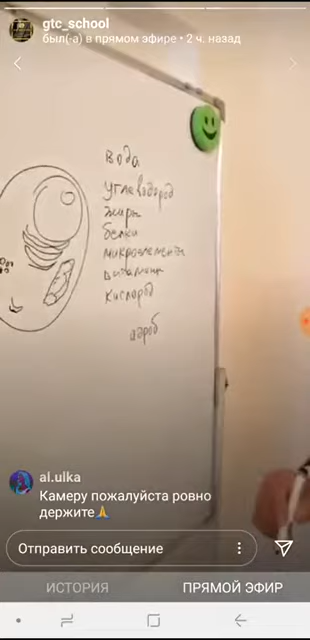 gtc_school
был(-а) в прямом эфире • 2 ч. назад
вода
углеводород
жиры
белки
микроэлементы
витамины
кислород
аэроб
al.ulka
Камеру пожалуйста ровно
держите🙏
Отправить сообщение
ИСТОРИЯ
ПРЯМОЙ ЭФИР